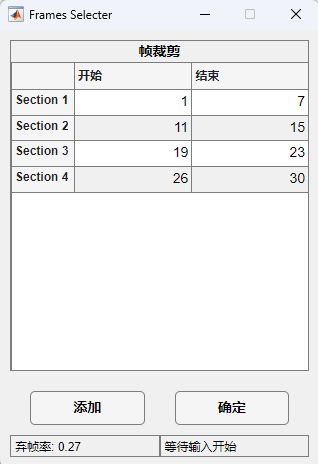 Frames Selecter
帧裁剪
开始 结束
Section 1 1 7
Section 2 11 15
Section 3 19 23
Section 4 26 30
添加 确定
弃帧率: 0.27 等待输入开始